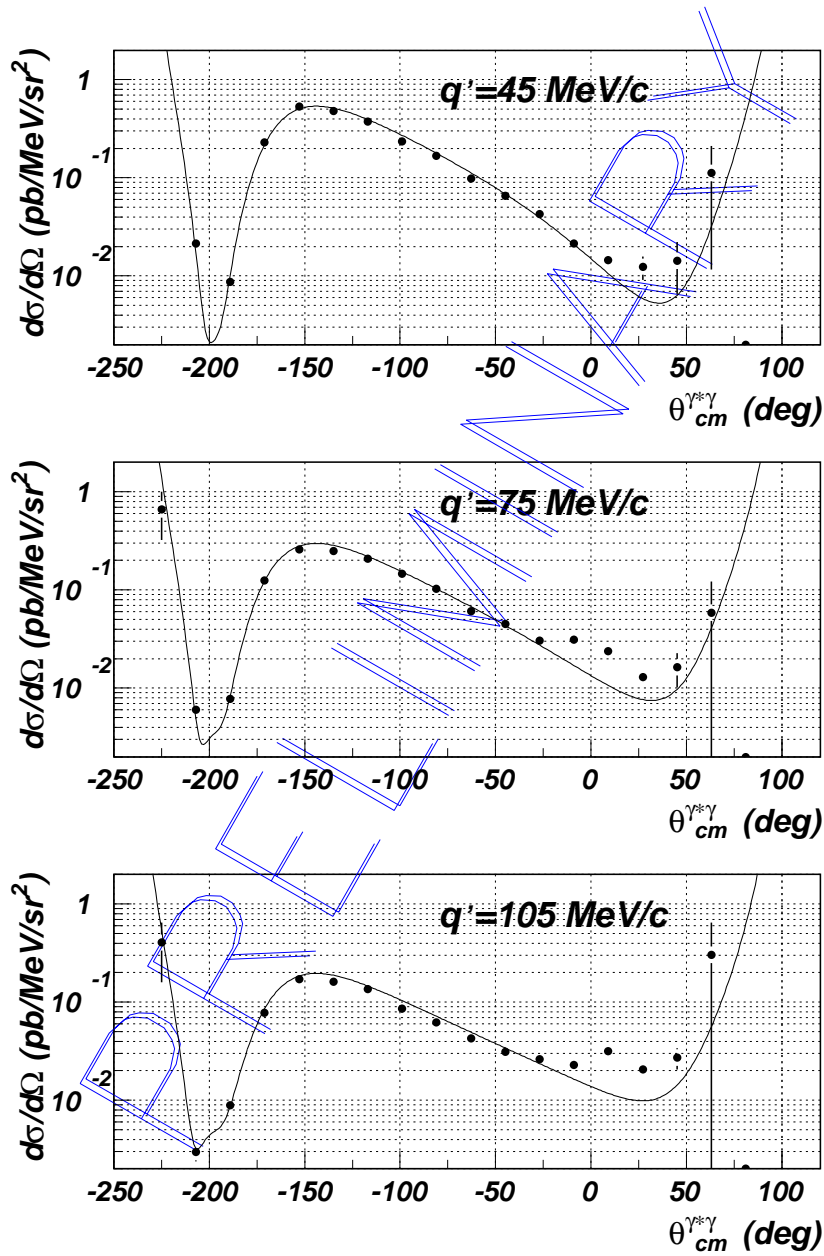 q'=45 MeV/c
dσ/dΩ (pb/MeV/sr²)
1
10⁻¹
10⁻²
-250 -200 -150 -100 -50 0 50 100
θ_cm^γ*γ (deg)
q'=75 MeV/c
dσ/dΩ (pb/MeV/sr²)
1
10⁻¹
10⁻²
-250 -200 -150 -100 -50 0 50 100
θ_cm^γ*γ (deg)
q'=105 MeV/c
dσ/dΩ (pb/MeV/sr²)
1
10⁻¹
10⁻²
-250 -200 -150 -100 -50 0 50 100
θ_cm^γ*γ (deg)
PRELIMINARY